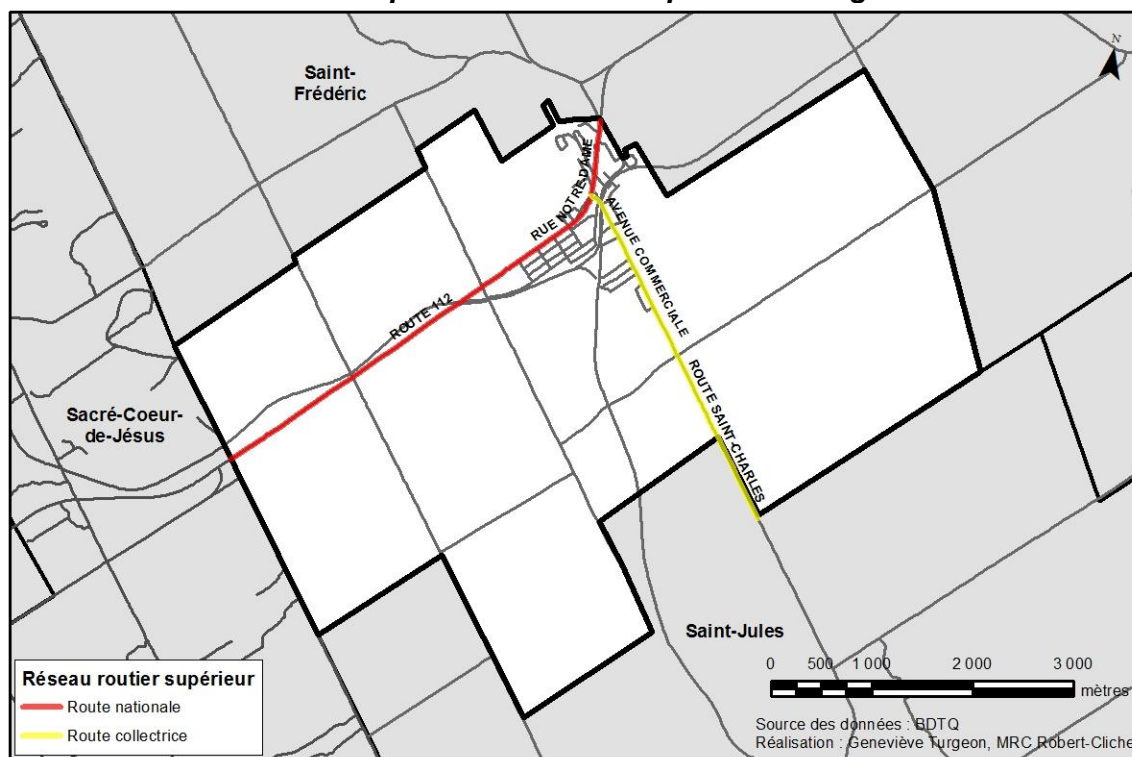 N
Saint-
Frédéric
RUE NOTRE-DAME
AVENUE COMMERCIALE
ROUTE 112
ROUTE SAINT-CHARLES
Sacré-Coeur-
de-Jésus
Saint-Jules
0 500 1 000 2 000 3 000
mètres
Réseau routier supérieur
Route nationale
Route collectrice
Source des données : BDTQ
Réalisation : Geneviève Turgeon, MRC Robert-Cliche